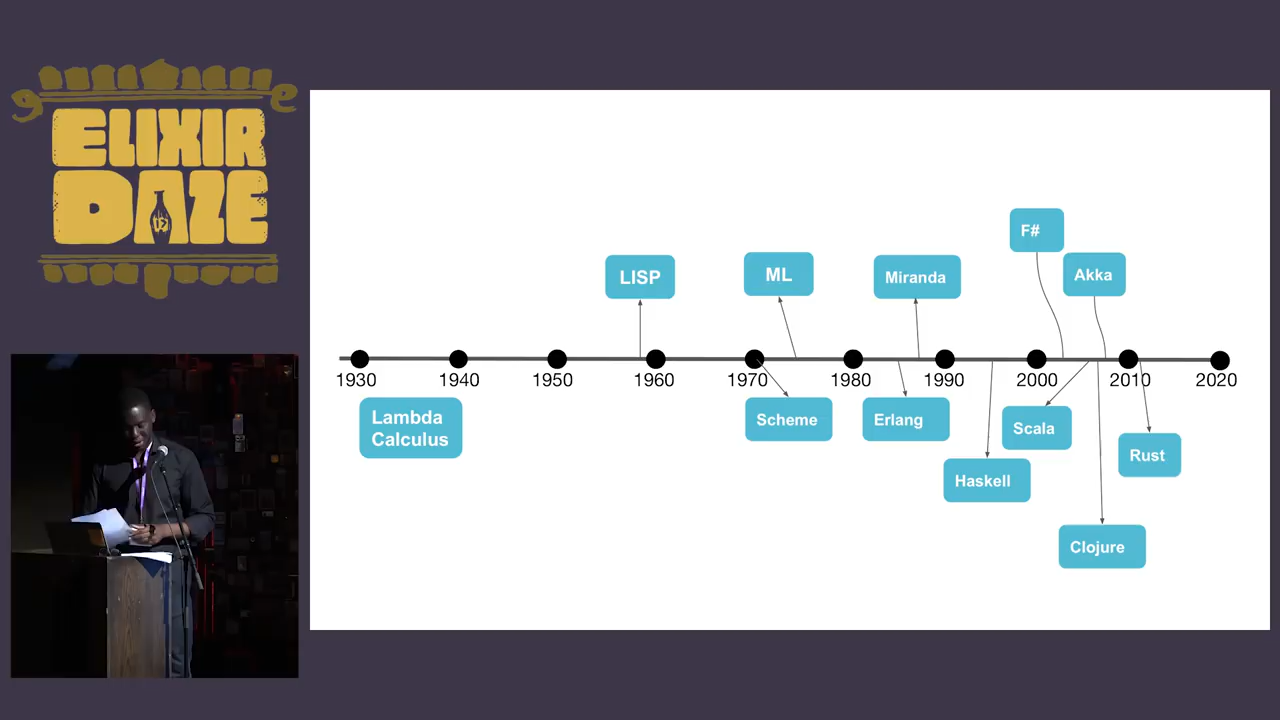 ELIXIR
DAZE
F#
LISP
ML
Miranda
Akka
1930
1940
1950
1960
1970
1980
1990
2000
2010
2020
Lambda
Calculus
Scheme
Erlang
Scala
Haskell
Rust
Clojure